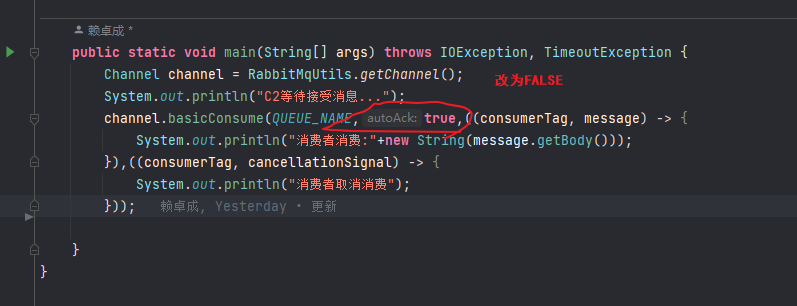 赖卓成 *
public static void main(String[] args) throws IOException, TimeoutException {
Channel channel = RabbitMqUtils.getChannel();
改为FALSE
System.out.println("C2等待接受消息...");
channel.basicConsume(QUEUE_NAME, autoAck: true,((consumerTag, message) -> {
System.out.println("消费者消费:"+new String(message.getBody()));
}),((consumerTag, cancellationSignal) -> {
System.out.println("消费者取消消费");
})); 赖卓成, Yesterday • 更新
}
}